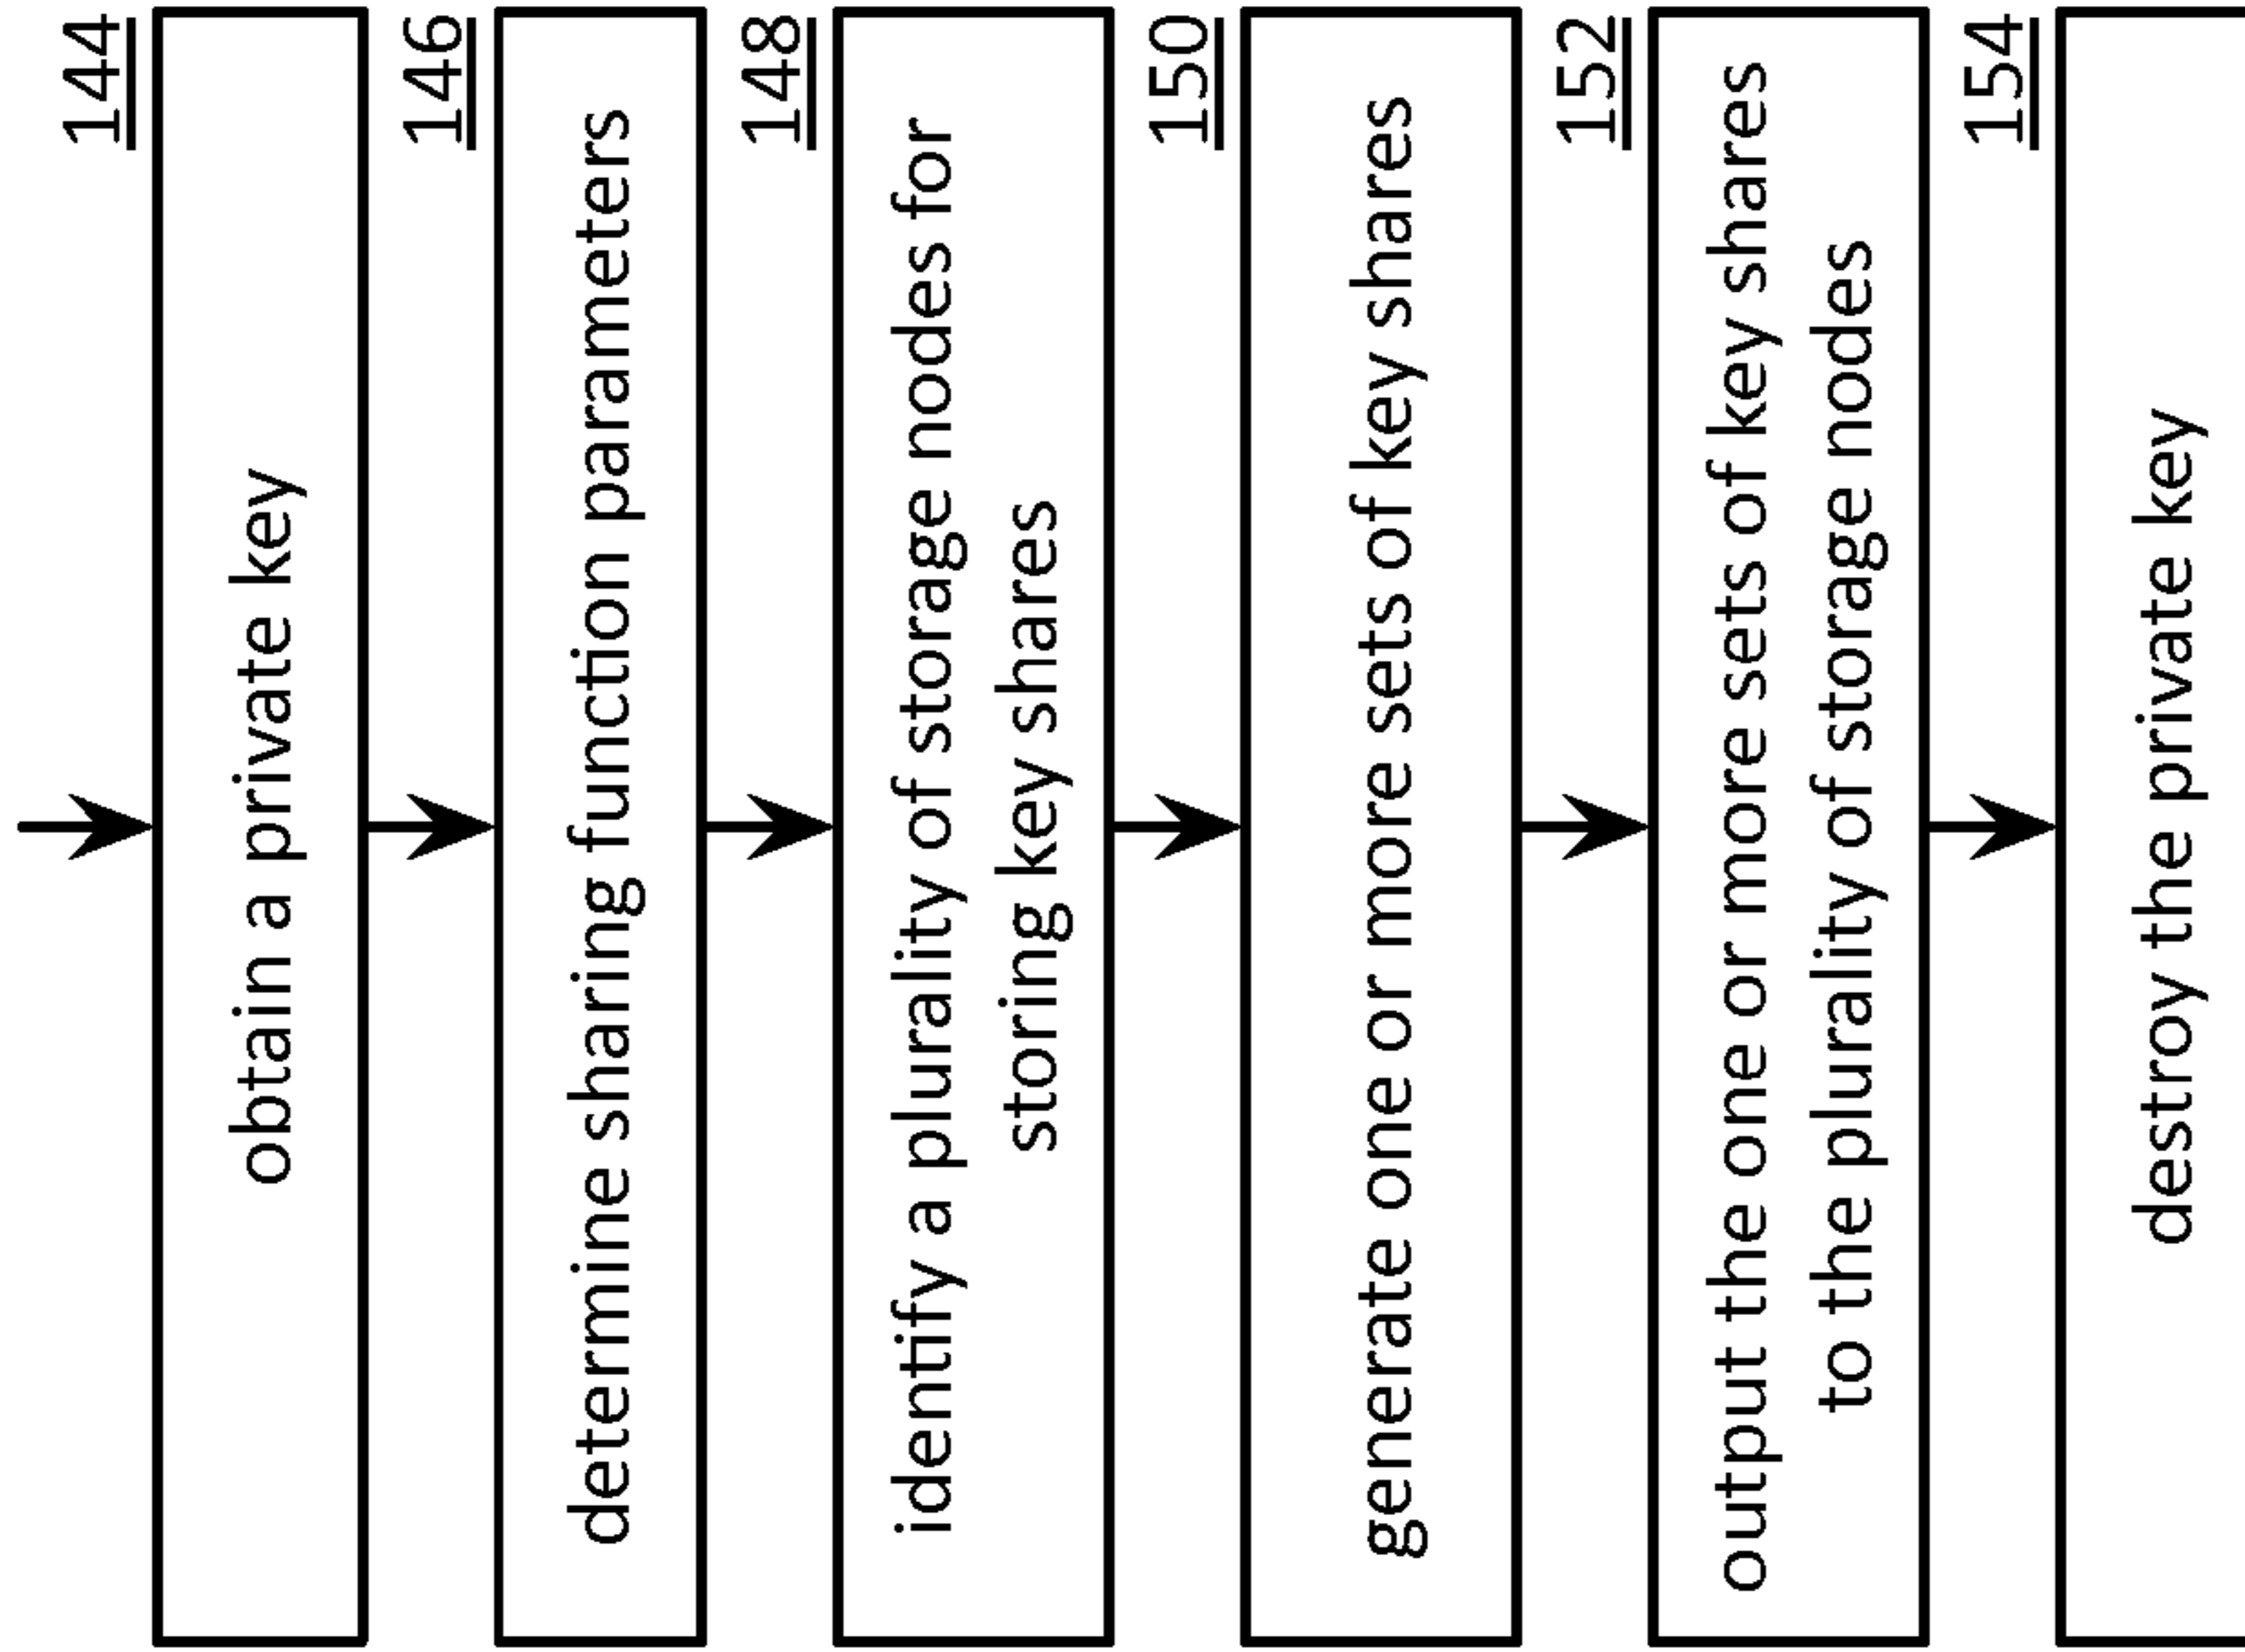 144
obtain a private key
146
determine sharing function parameters
148
identify a plurality of storage nodes for
storing key shares
150
generate one or more sets of key shares
152
output the one or more sets of key shares
to the plurality of storage nodes
154
destroy the private key